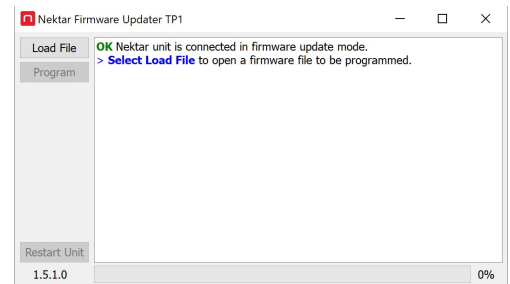 Nektar Firmware Updater TP1
Load File
OK Nektar unit is connected in firmware update mode.
> Select Load File to open a firmware file to be programmed.
Program
Restart Unit
1.5.1.0
0%